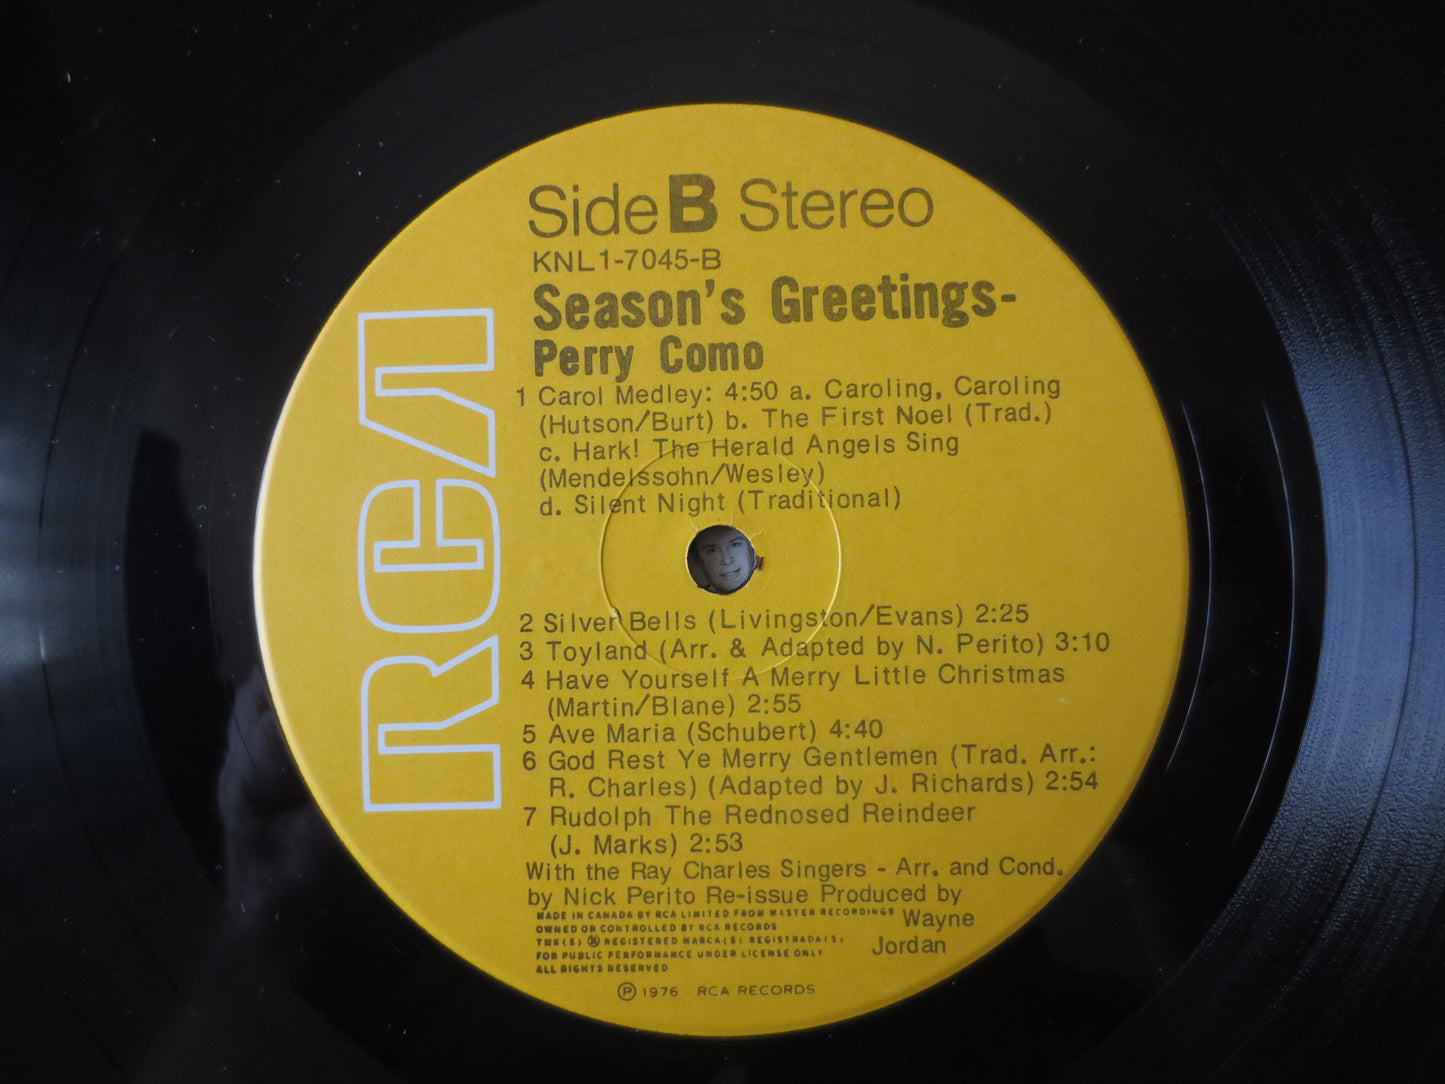 RCA
Side B Stereo
KNL1-7045-B
Season's Greetings-
Perry Como
1 Carol Medley: 4:50 a. Caroling, Caroling
(Hutson/Burt) b. The First Noel (Trad.)
c. Hark! The Herald Angels Sing
(Mendelssohn/Wesley)
d. Silent Night (Traditional)
2 Silver Bells (Livingston/Evans) 2:25
3 Toyland (Arr. & Adapted by N. Perito) 3:10
4 Have Yourself A Merry Little Christmas
(Martin/Blane) 2:55
5 Ave Maria (Schubert) 4:40
6 God Rest Ye Merry Gentlemen (Trad. Arr.:
R. Charles) (Adapted by J. Richards) 2:54
7 Rudolph The Rednosed Reindeer
(J. Marks) 2:53
With the Ray Charles Singers - Arr. and Cond.
by Nick Perito Re-issue Produced by
Wayne
Jordan
MADE IN CANADA BY RCA LIMITED FROM MASTER RECORDINGS
OWNED OR CONTROLLED BY RCA RECORDS
TMK(S) ® REGISTERED MARCA(S) REGISTRADA(S)
FOR PUBLIC PERFORMANCE UNDER LICENSE ONLY
ALL RIGHTS RESERVED
℗ 1976 RCA RECORDS